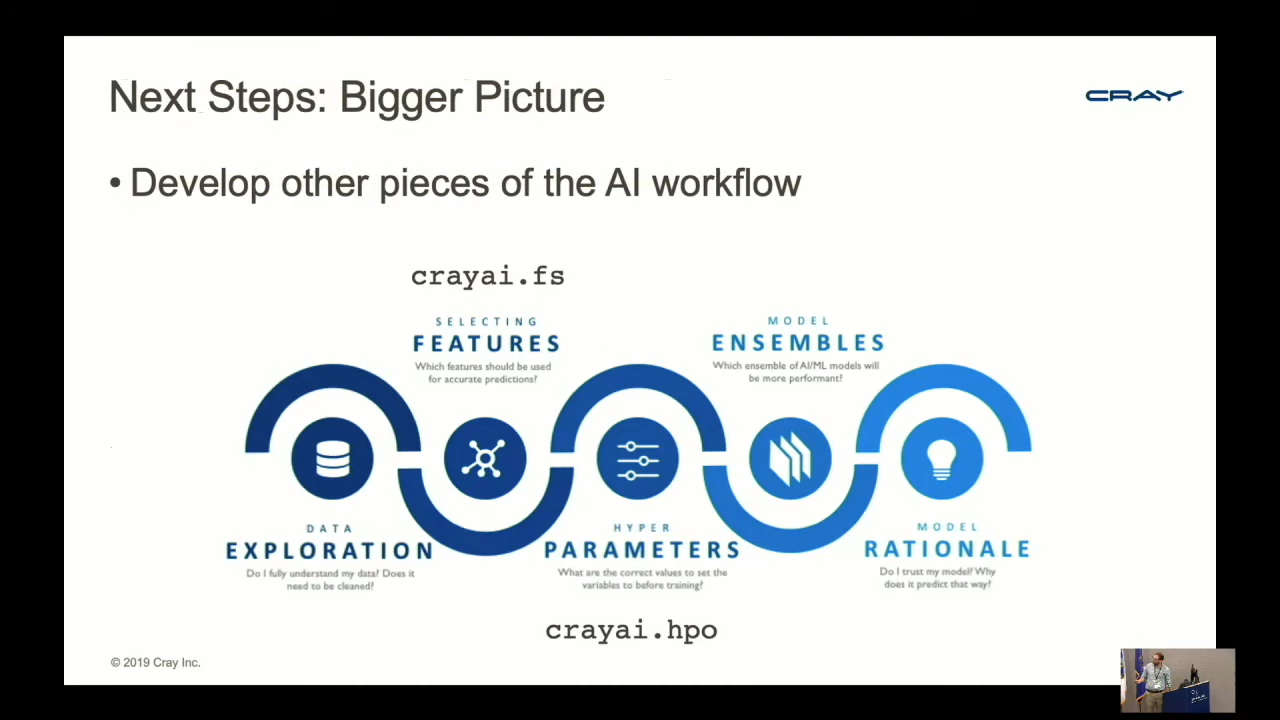 Next Steps: Bigger Picture
CRAY
• Develop other pieces of the AI workflow
crayai.fs
SELECTING
FEATURES
Which features should be used
for accurate predictions?
MODEL
ENSEMBLES
Which ensemble of AI/ML models will
be more performant?
DATA
EXPLORATION
Do I fully understand my data? Does it
need to be cleaned?
HYPER
PARAMETERS
What are the correct values to set the
variables to before training?
MODEL
RATIONALE
Do I trust my model? Why
does it predict that way?
crayai.hpo
© 2019 Cray Inc.